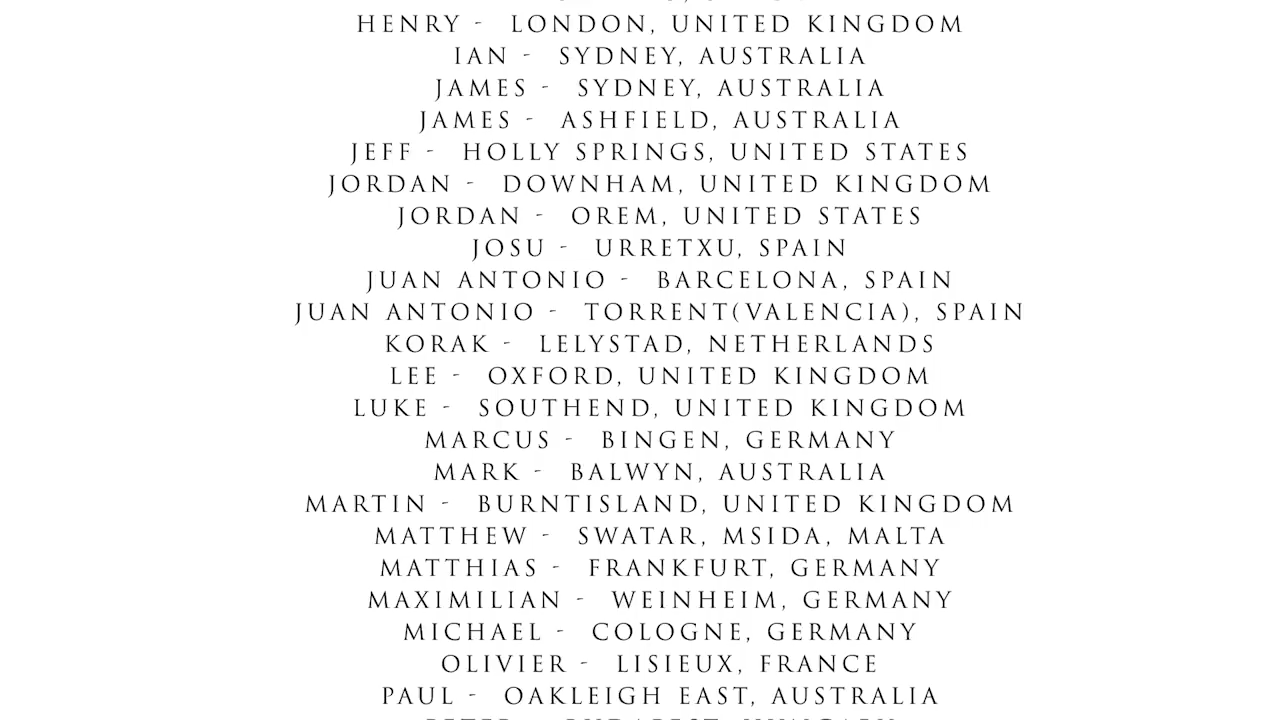 HENRY - LONDON, UNITED KINGDOM
IAN - SYDNEY, AUSTRALIA
JAMES - SYDNEY, AUSTRALIA
JAMES - ASHFIELD, AUSTRALIA
JEFF - HOLLY SPRINGS, UNITED STATES
JORDAN - DOWNHAM, UNITED KINGDOM
JORDAN - OREM, UNITED STATES
JOSU - URRETXU, SPAIN
JUAN ANTONIO - BARCELONA, SPAIN
JUAN ANTONIO - TORRENT(VALENCIA), SPAIN
KORAK - LELYSTAD, NETHERLANDS
LEE - OXFORD, UNITED KINGDOM
LUKE - SOUTHEND, UNITED KINGDOM
MARCUS - BINGEN, GERMANY
MARK - BALWYN, AUSTRALIA
MARTIN - BURNTISLAND, UNITED KINGDOM
MATTHEW - SWATAR, MSIDA, MALTA
MATTHIAS - FRANKFURT, GERMANY
MAXIMILIAN - WEINHEIM, GERMANY
MICHAEL - COLOGNE, GERMANY
OLIVIER - LISIEUX, FRANCE
PAUL - OAKLEIGH EAST, AUSTRALIA